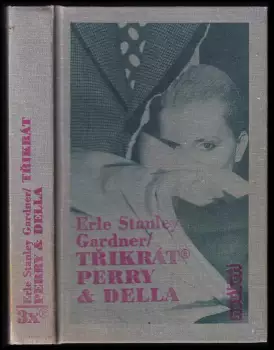 Erle Stanley Gardner/ TŘIKRÁT
PERRY & DELLA
Erle Stanley
Gardner/
TŘIKRÁT®
PERRY
& DELLA